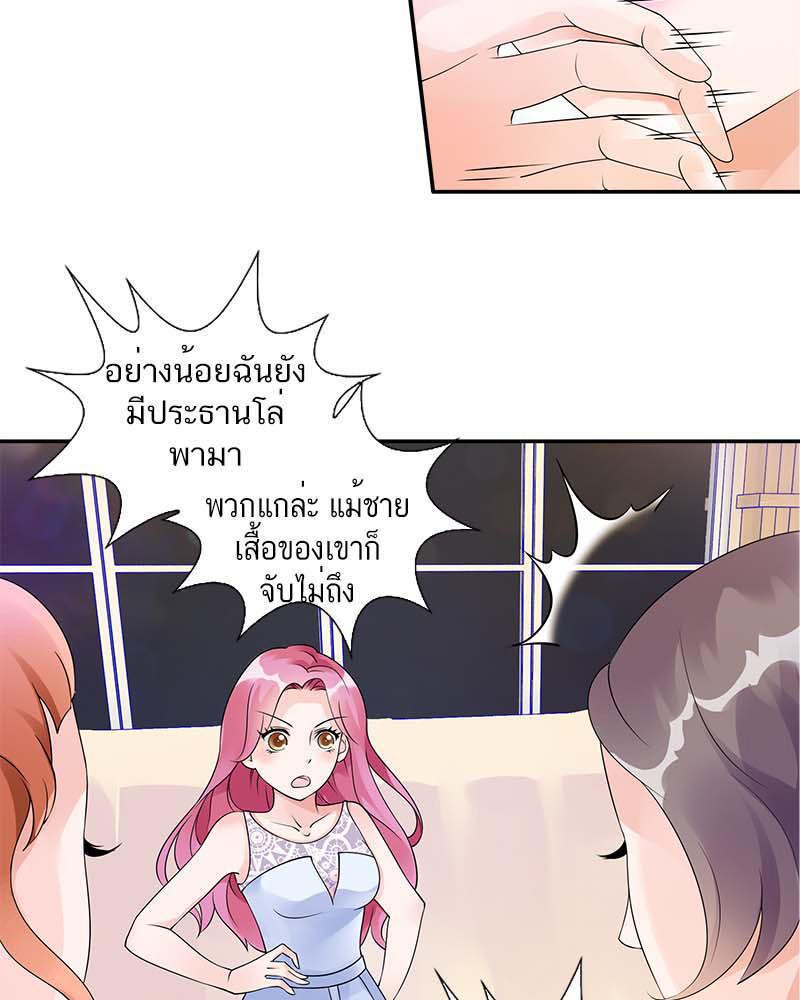 อย่างน้อยฉันยัง
มีประธานโล่
พามา
พวกแกล่ะ แม้ชาย
เสื้อของเขาก็
จับไม่ถึง